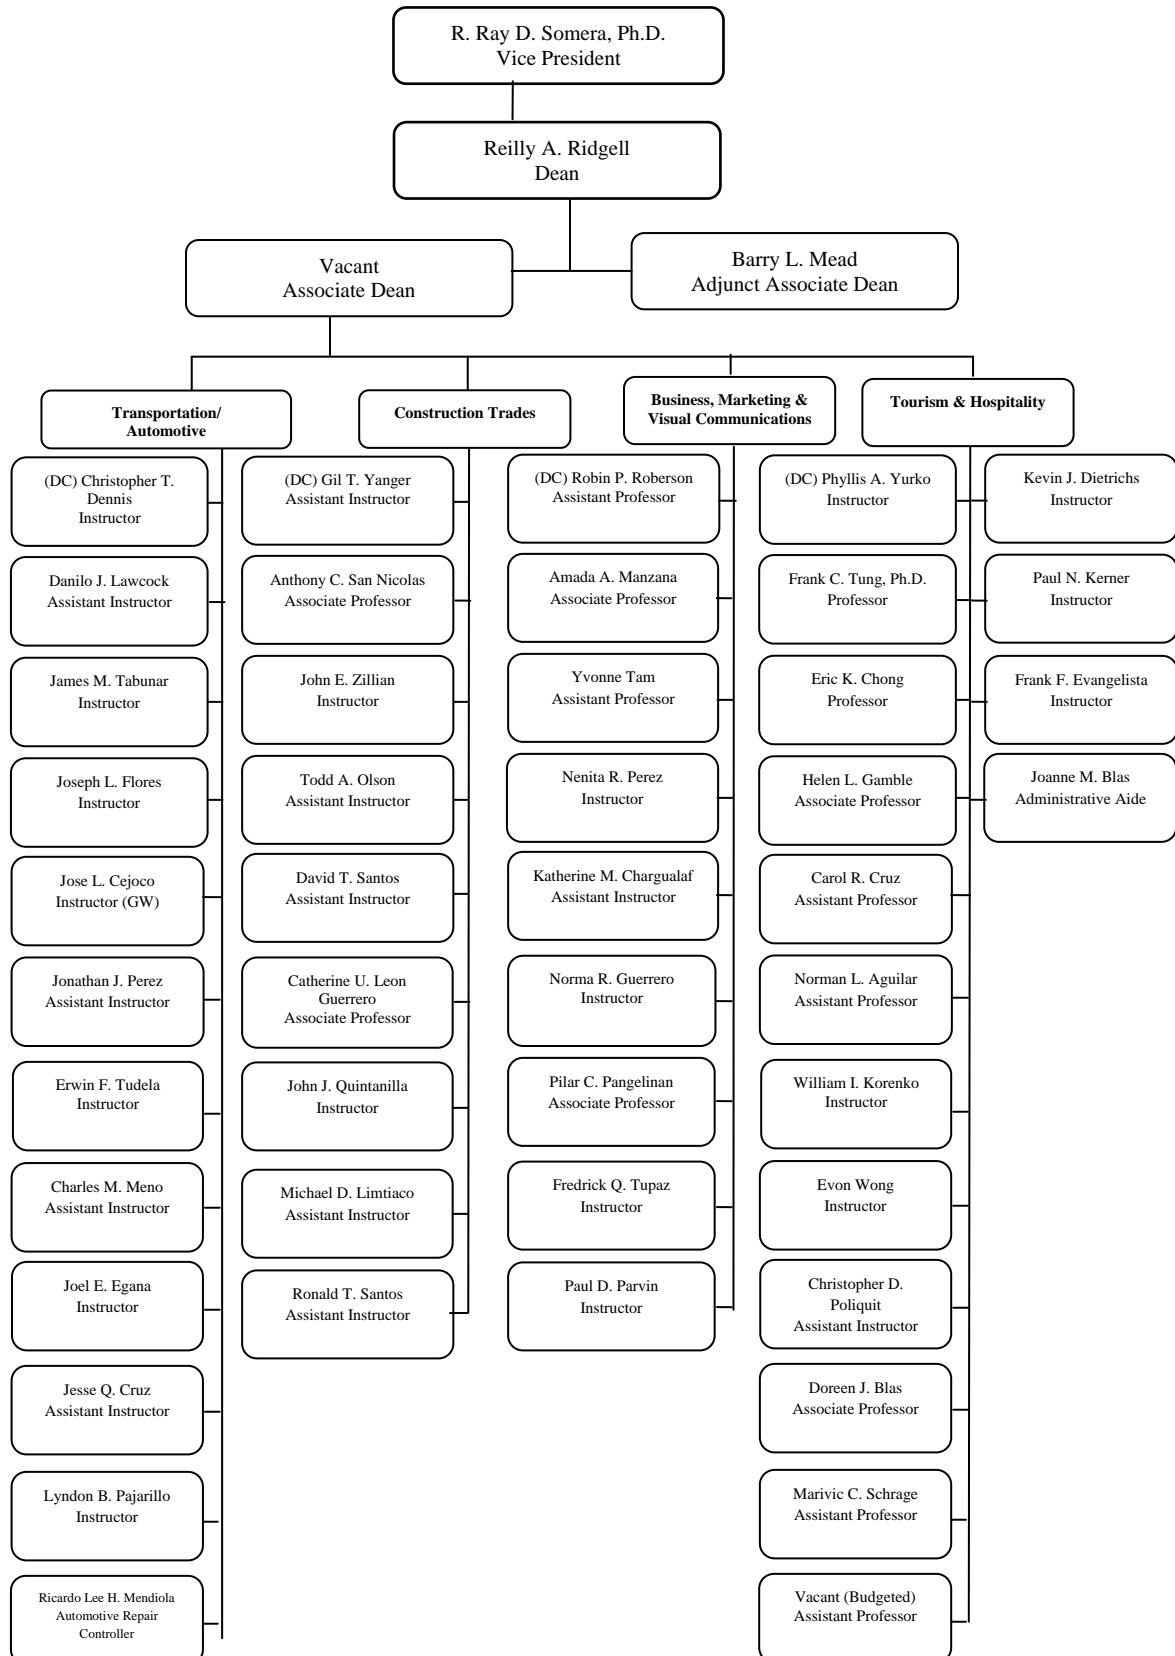 R. Ray D. Somera, Ph.D.
Vice President
Reilly A. Ridgell
Dean
Vacant
Associate Dean
Barry L. Mead
Adjunct Associate Dean
Transportation/
Automotive
(DC) Christopher T.
Dennis
Instructor
Danilo J. Lawcock
Assistant Instructor
James M. Tabunar
Instructor
Joseph L. Flores
Instructor
Jose L. Cejoco
Instructor (GW)
Jonathan J. Perez
Assistant Instructor
Erwin F. Tudela
Instructor
Charles M. Meno
Assistant Instructor
Joel E. Egana
Instructor
Jesse Q. Cruz
Assistant Instructor
Lyndon B. Pajarillo
Instructor
Ricardo Lee H. Mendiola
Automotive Repair
Controller
Construction Trades
(DC) Gil T. Yanger
Assistant Instructor
Anthony C. San Nicolas
Associate Professor
John E. Zillian
Instructor
Todd A. Olson
Assistant Instructor
David T. Santos
Assistant Instructor
Catherine U. Leon
Guerrero
Associate Professor
John J. Quintanilla
Instructor
Michael D. Limtiaco
Assistant Instructor
Ronald T. Santos
Assistant Instructor
Business, Marketing &
Visual Communications
(DC) Robin P. Roberson
Assistant Professor
Amada A. Manzana
Associate Professor
Yvonne Tam
Assistant Professor
Nenita R. Perez
Instructor
Katherine M. Chargualaf
Assistant Instructor
Norma R. Guerrero
Instructor
Pilar C. Pangelinan
Associate Professor
Fredrick Q. Tupaz
Instructor
Paul D. Parvin
Instructor
Tourism & Hospitality
(DC) Phyllis A. Yurko
Instructor
Frank C. Tung, Ph.D.
Professor
Eric K. Chong
Professor
Helen L. Gamble
Associate Professor
Carol R. Cruz
Assistant Professor
Norman L. Aguilar
Assistant Professor
William I. Korenko
Instructor
Evon Wong
Instructor
Christopher D.
Poliquit
Assistant Instructor
Doreen J. Blas
Associate Professor
Marivic C. Schrage
Assistant Professor
Vacant (Budgeted)
Assistant Professor
Kevin J. Dietrichs
Instructor
Paul N. Kerner
Instructor
Frank F. Evangelista
Instructor
Joanne M. Blas
Administrative Aide